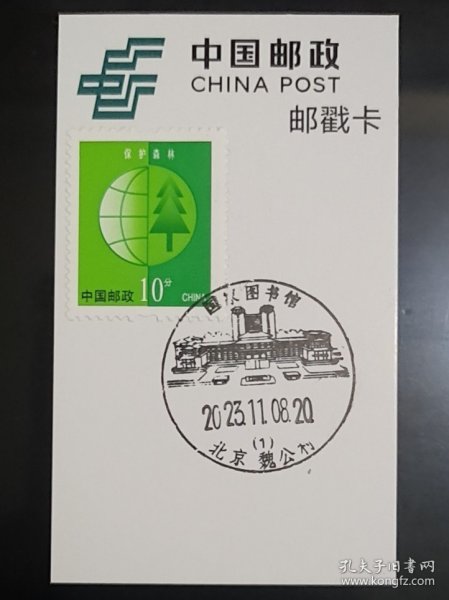 中国邮政
CHINA POST
邮戳卡
保护森林
中国邮政 10分 CHINA
国家图书馆
2023.11.08.20
(1)
北京 魏公村
孔夫子旧书网
www.kongfz.com